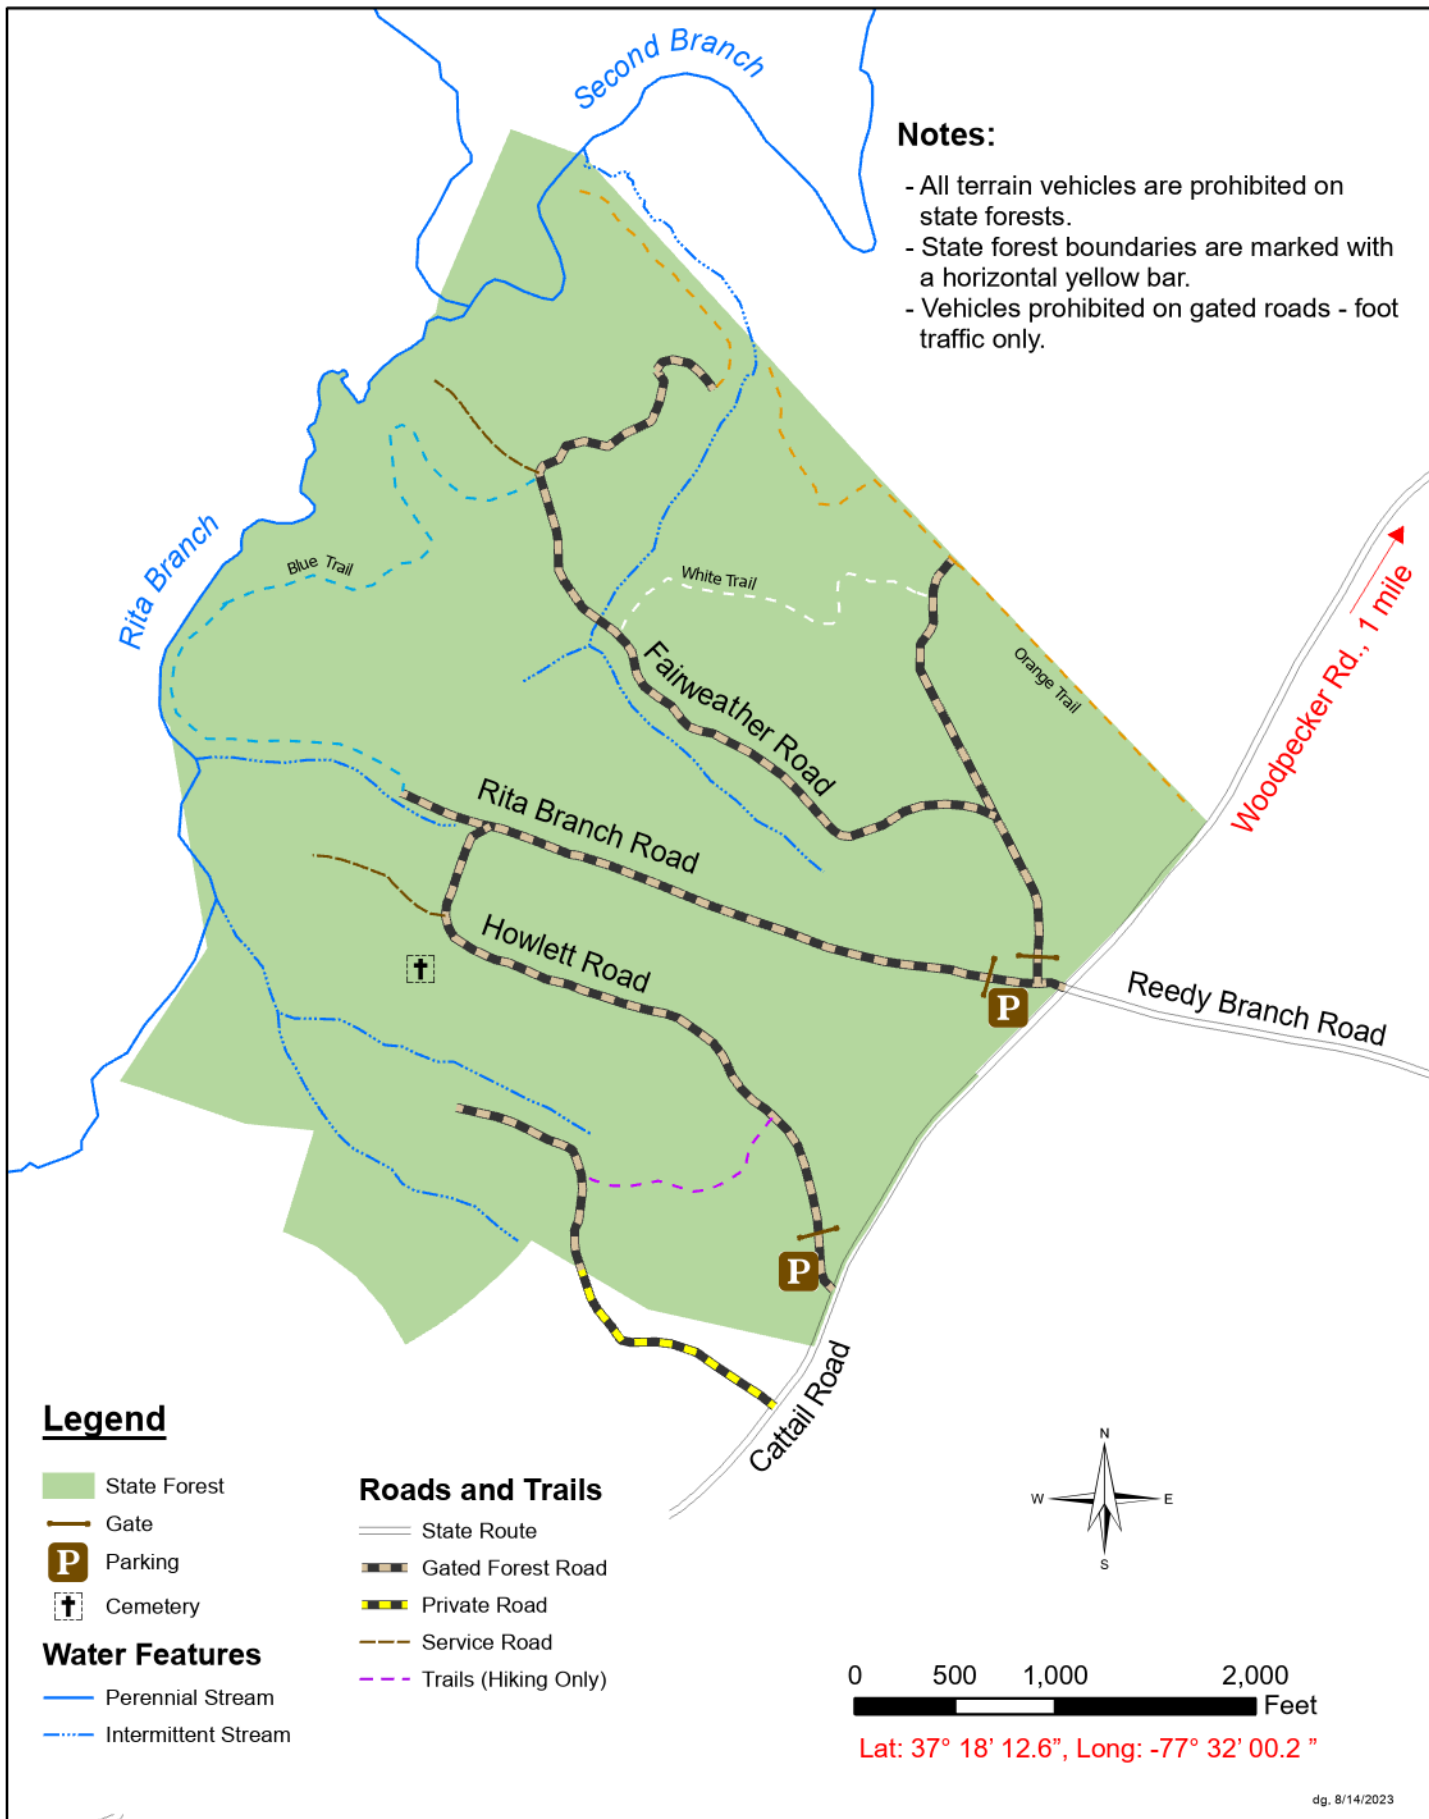 Second Branch
Notes:
- All terrain vehicles are prohibited on
state forests.
- State forest boundaries are marked with
a horizontal yellow bar.
- Vehicles prohibited on gated roads - foot
traffic only.
Rita Branch
Blue Trail
White Trail
Fairweather Road
Orange Trail
Woodpecker Rd., 1 mile
Rita Branch Road
Howlett Road
Reedy Branch Road
P
P
Cattail Road
Legend
State Forest
Gate
P Parking
Cemetery
Water Features
Perennial Stream
Intermittent Stream
Roads and Trails
State Route
Gated Forest Road
Private Road
Service Road
Trails (Hiking Only)
N
W E
S
0 500 1,000 2,000
Feet
Lat: 37° 18' 12.6”, Long: -77° 32' 00.2 ”
dg, 8/14/2023